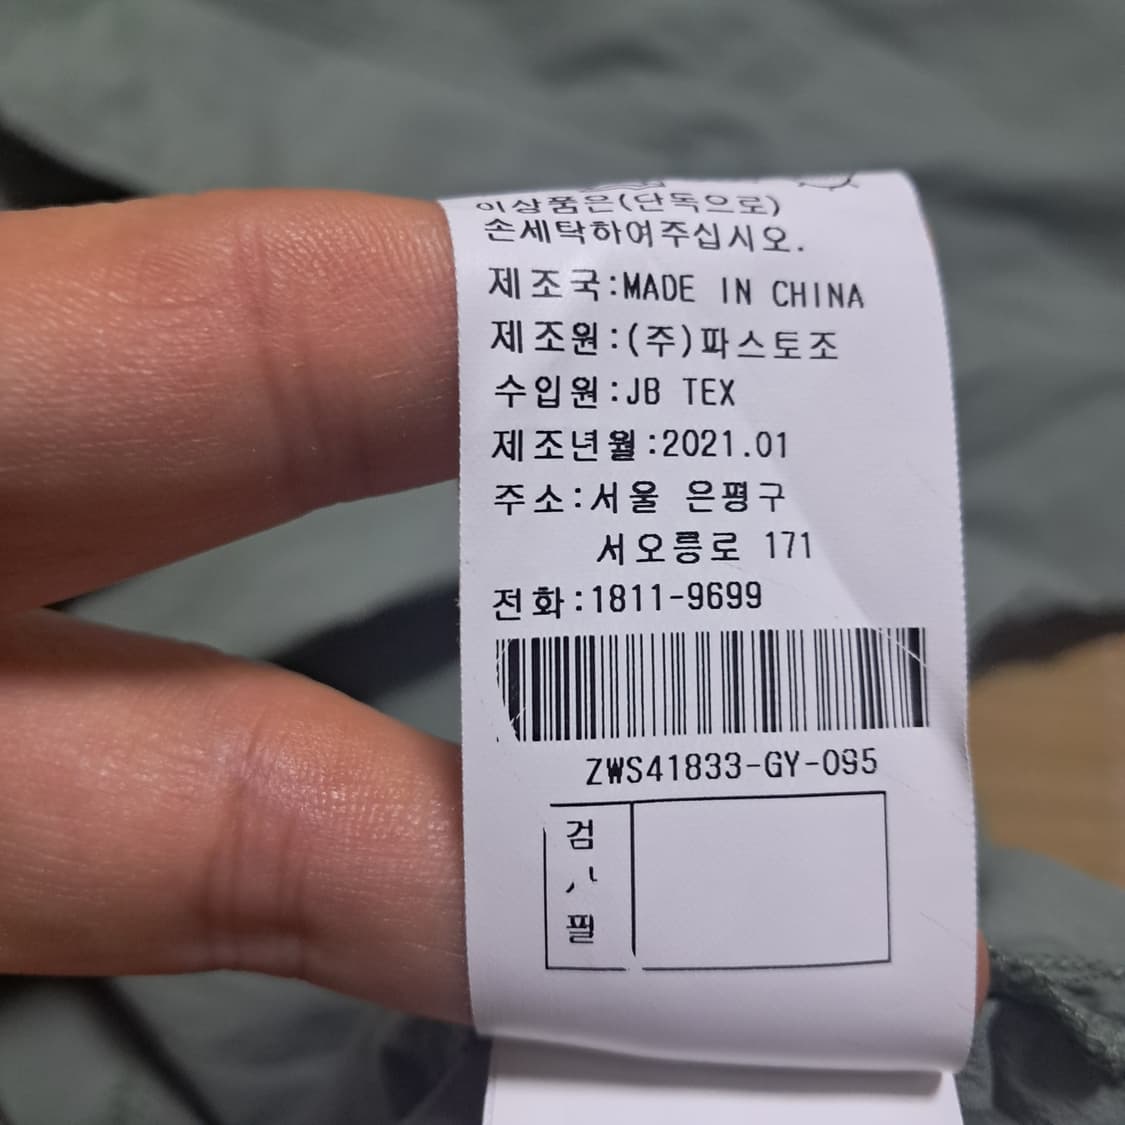 이상품은(단독으로)
손세탁하여주십시오.
제조국:MADE IN CHINA
제조원:(주)파스토조
수입원:JB TEX
제조년월:2021.01
주소:서울 은평구
서오릉로 171
전화:1811-9699
ZWS41833-GY-095
검
필